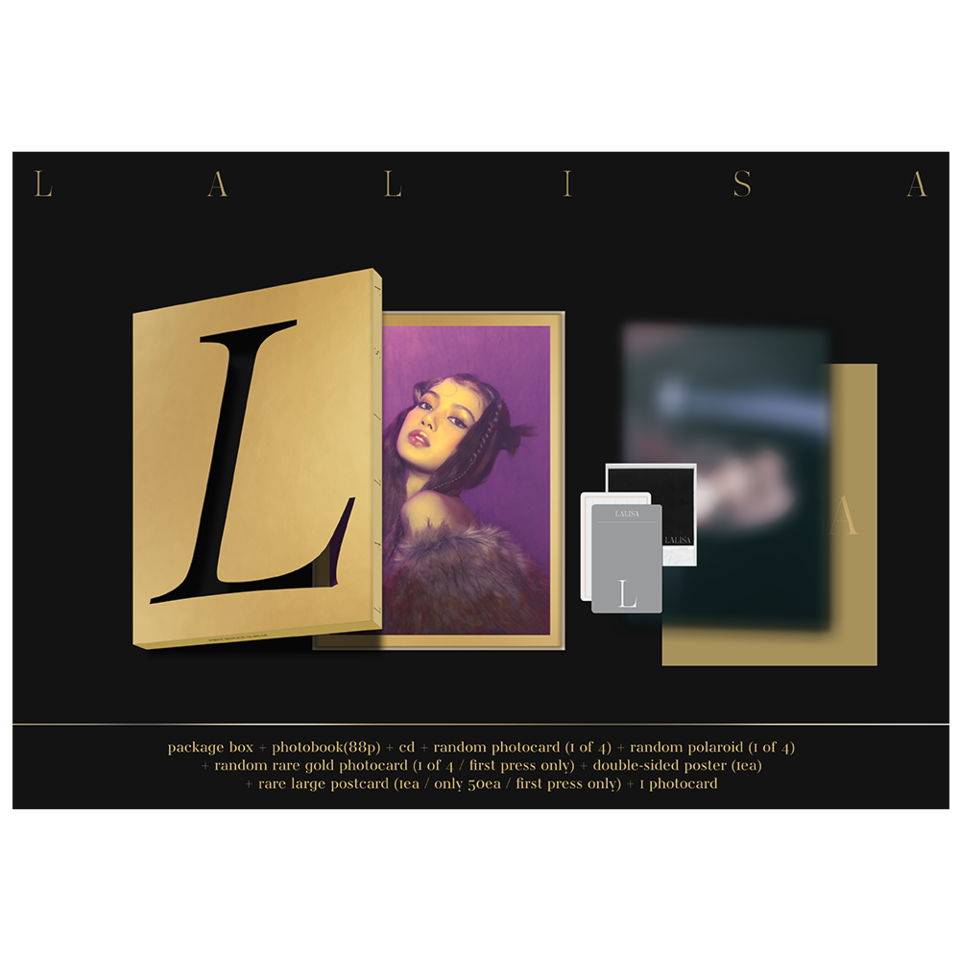 L A L I S A
L
LALISA
LALISA
L
A
package box + photobook(88p) + cd + random photocard (1 of 4) + random polaroid (1 of 4)
+ random rare gold photocard (1 of 4 / first press only) + double-sided poster (1ea)
+ rare large postcard (1ea / only 50ea / first press only) + 1 photocard